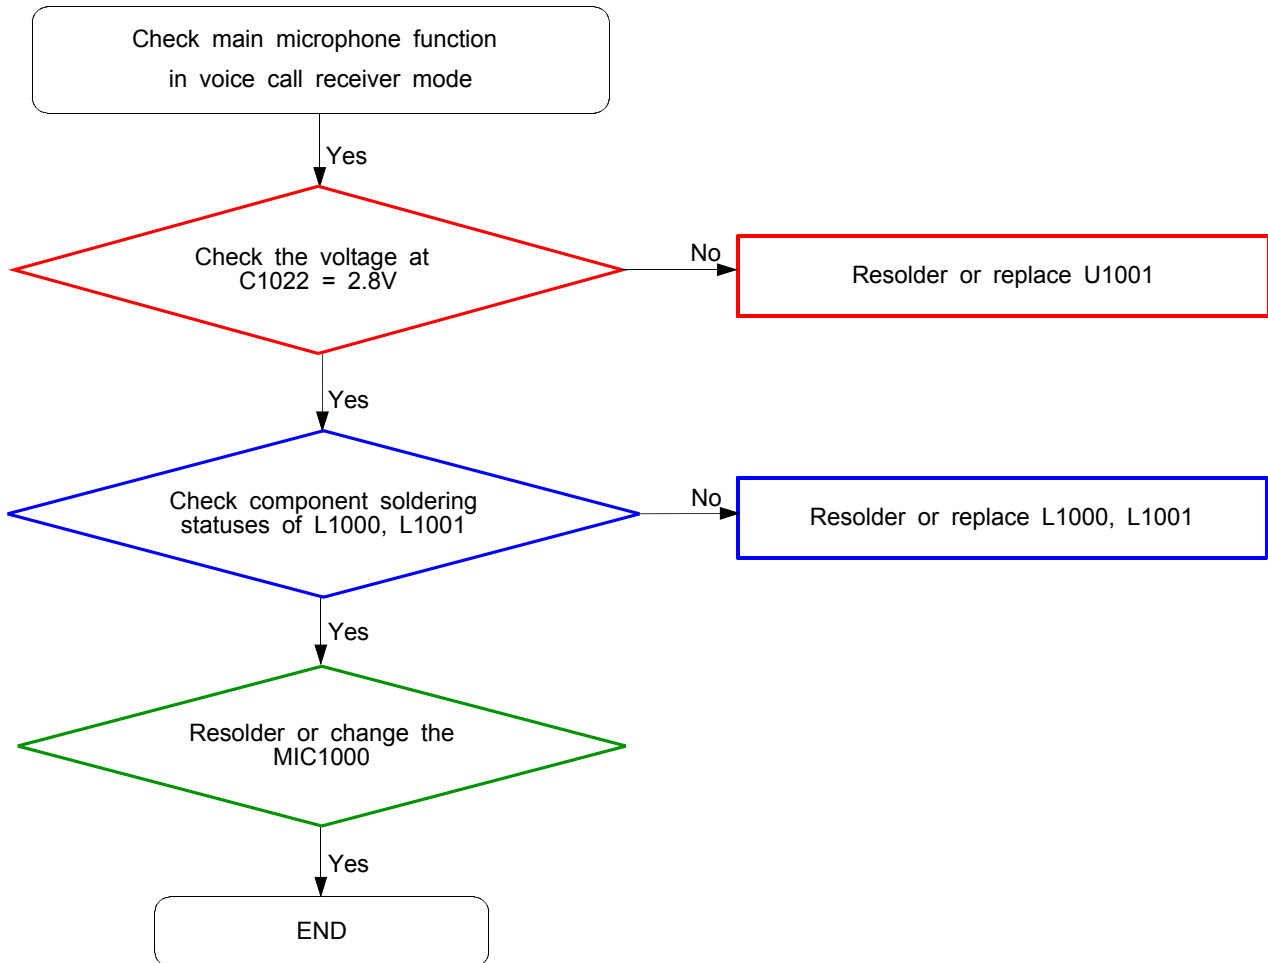 Check main microphone function
in voice call receiver mode
Yes
Check the voltage at
C1022 = 2.8V
No
Resolder or replace U1001
Yes
Check component soldering
statuses of L1000, L1001
No
Resolder or replace L1000, L1001
Yes
Resolder or change the
MIC1000
Yes
END